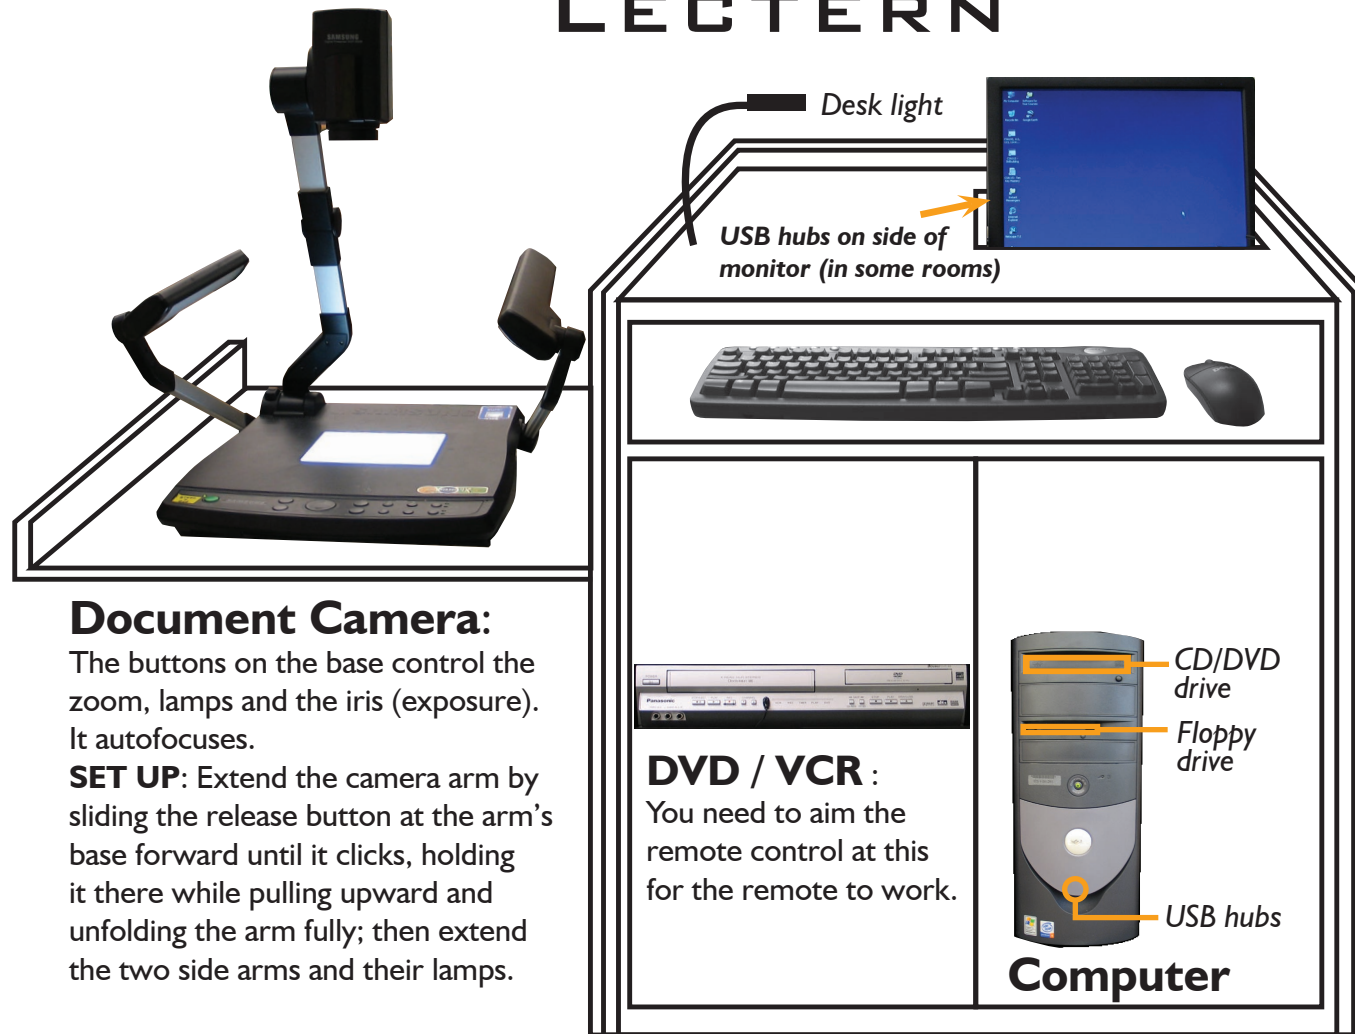 LECTERN
SAMSUNG
Desk light
USB hubs on side of
monitor (in some rooms)
Document Camera:
The buttons on the base control the
zoom, lamps and the iris (exposure).
It autofocuses.
SET UP: Extend the camera arm by
sliding the release button at the arm’s
base forward until it clicks, holding
it there while pulling upward and
unfolding the arm fully; then extend
the two side arms and their lamps.
Panasonic
DVD / VCR :
You need to aim the
remote control at this
for the remote to work.
CD/DVD
drive
Floppy
drive
USB hubs
Computer